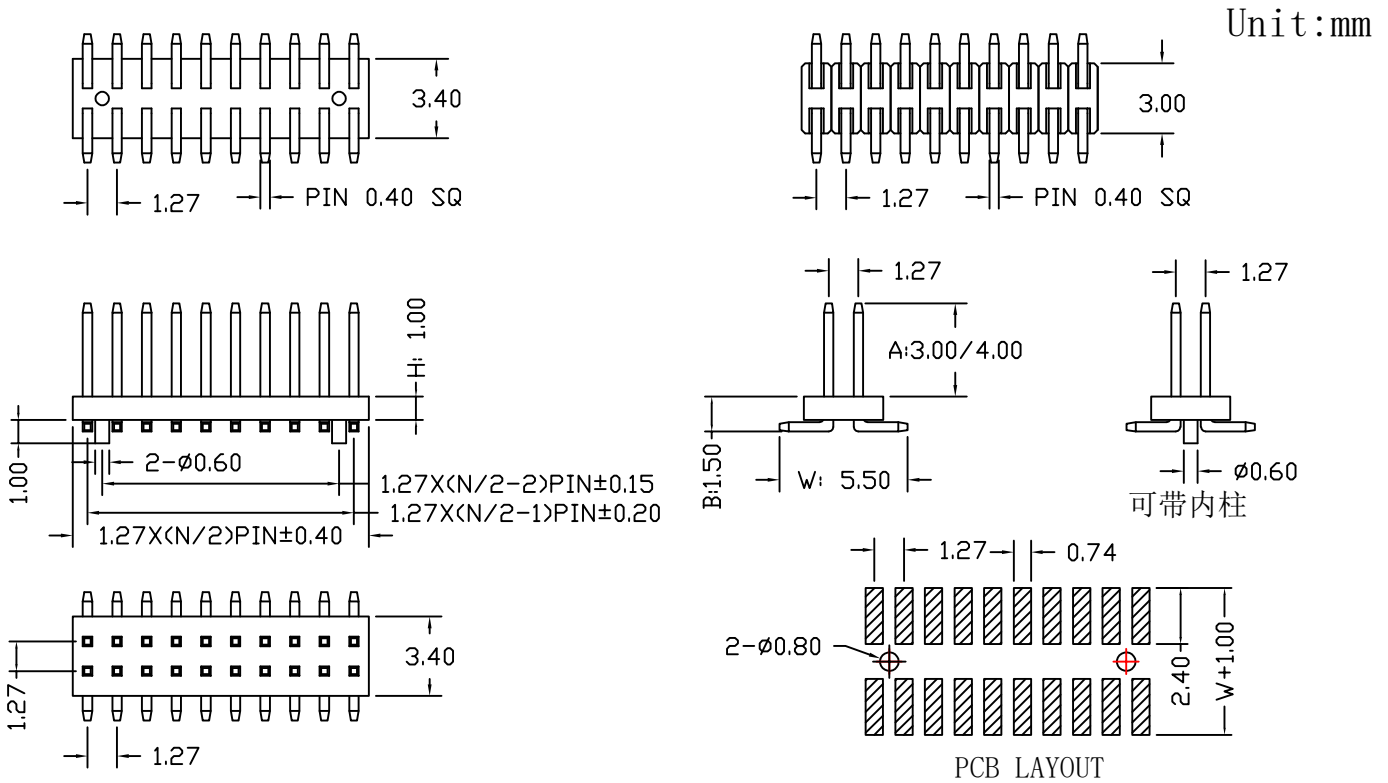 Unit:mm
3.40
1.27
PIN 0.40 SQ
3.00
1.27
PIN 0.40 SQ
H: 1.00
1.00
2-Ø0.60
1.27X(N/2-2)PIN±0.15
1.27X(N/2-1)PIN±0.20
1.27X(N/2)PIN±0.40
1.27
A:3.00/4.00
B:1.50
W: 5.50
1.27
Ø0.60
可带内柱
3.40
1.27
1.27
1.27
0.74
2-Ø0.80
2.40
W+1.00
PCB LAYOUT